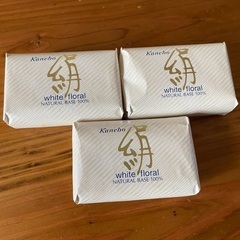 Kanebo
絹
white floral
NATURAL BASE 100%
Kanebo
絹
white floral
NATURAL BASE 100%
Kanebo
絹
white floral
NATURAL BASE 100%